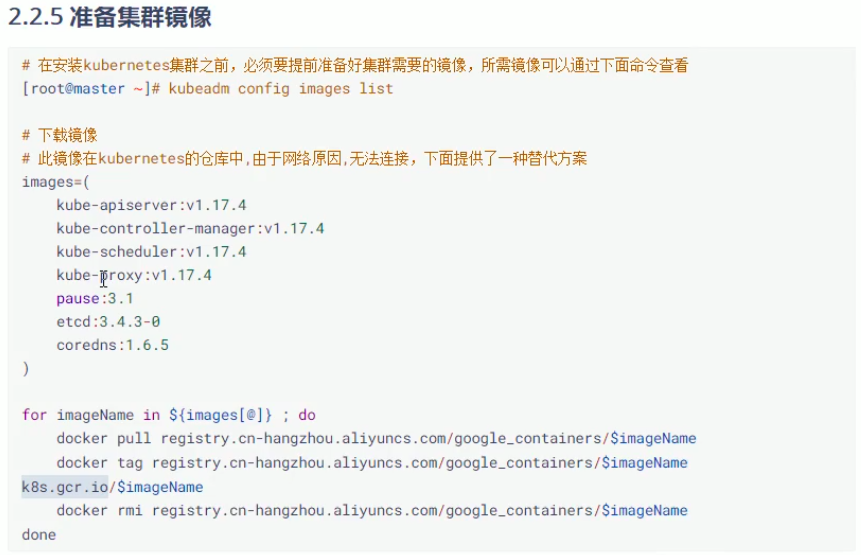 2.2.5 准备集群镜像
# 在安装kubernetes集群之前，必须要提前准备好集群需要的镜像，所需镜像可以通过下面命令查看
[root@master ~]# kubeadm config images list
# 下载镜像
# 此镜像在kubernetes的仓库中,由于网络原因,无法连接，下面提供了一种替代方案
images=(
    kube-apiserver:v1.17.4
    kube-controller-manager:v1.17.4
    kube-scheduler:v1.17.4
    kube-proxy:v1.17.4
    pause:3.1
    etcd:3.4.3-0
    coredns:1.6.5
)
for imageName in ${images[@]} ; do
    docker pull registry.cn-hangzhou.aliyuncs.com/google_containers/$imageName
    docker tag registry.cn-hangzhou.aliyuncs.com/google_containers/$imageName
k8s.gcr.io/$imageName
    docker rmi registry.cn-hangzhou.aliyuncs.com/google_containers/$imageName
done